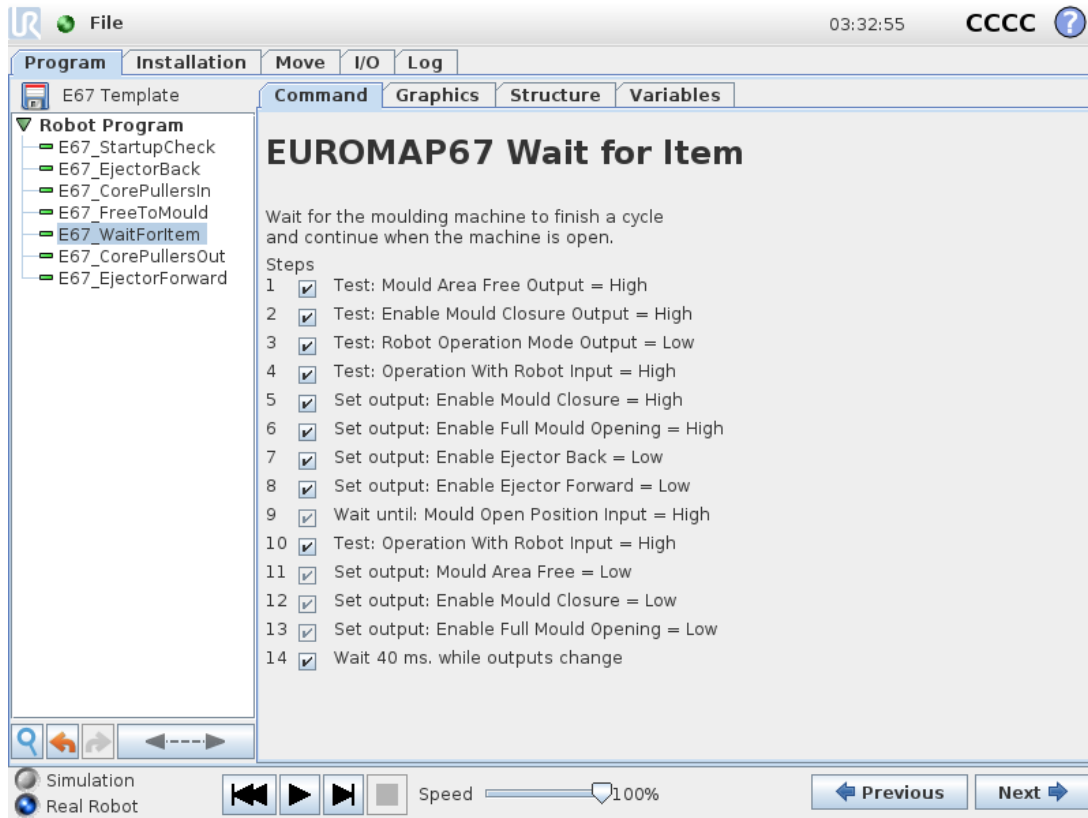 UR File 03:32:55 CCCC ?
Program Installation Move I/O Log
E67 Template Command Graphics Structure Variables
Robot Program
E67_StartupCheck
E67_EjectorBack
E67_CorePullersIn
E67_FreeToMould
E67_WaitForItem
E67_CorePullersOut
E67_EjectorForward
EUROMAP67 Wait for Item
Wait for the moulding machine to finish a cycle
and continue when the machine is open.
Steps
1 Test: Mould Area Free Output = High
2 Test: Enable Mould Closure Output = High
3 Test: Robot Operation Mode Output = Low
4 Test: Operation With Robot Input = High
5 Set output: Enable Mould Closure = High
6 Set output: Enable Full Mould Opening = High
7 Set output: Enable Ejector Back = Low
8 Set output: Enable Ejector Forward = Low
9 Wait until: Mould Open Position Input = High
10 Test: Operation With Robot Input = High
11 Set output: Mould Area Free = Low
12 Set output: Enable Mould Closure = Low
13 Set output: Enable Full Mould Opening = Low
14 Wait 40 ms. while outputs change
Simulation
Real Robot
Speed 100% Previous Next